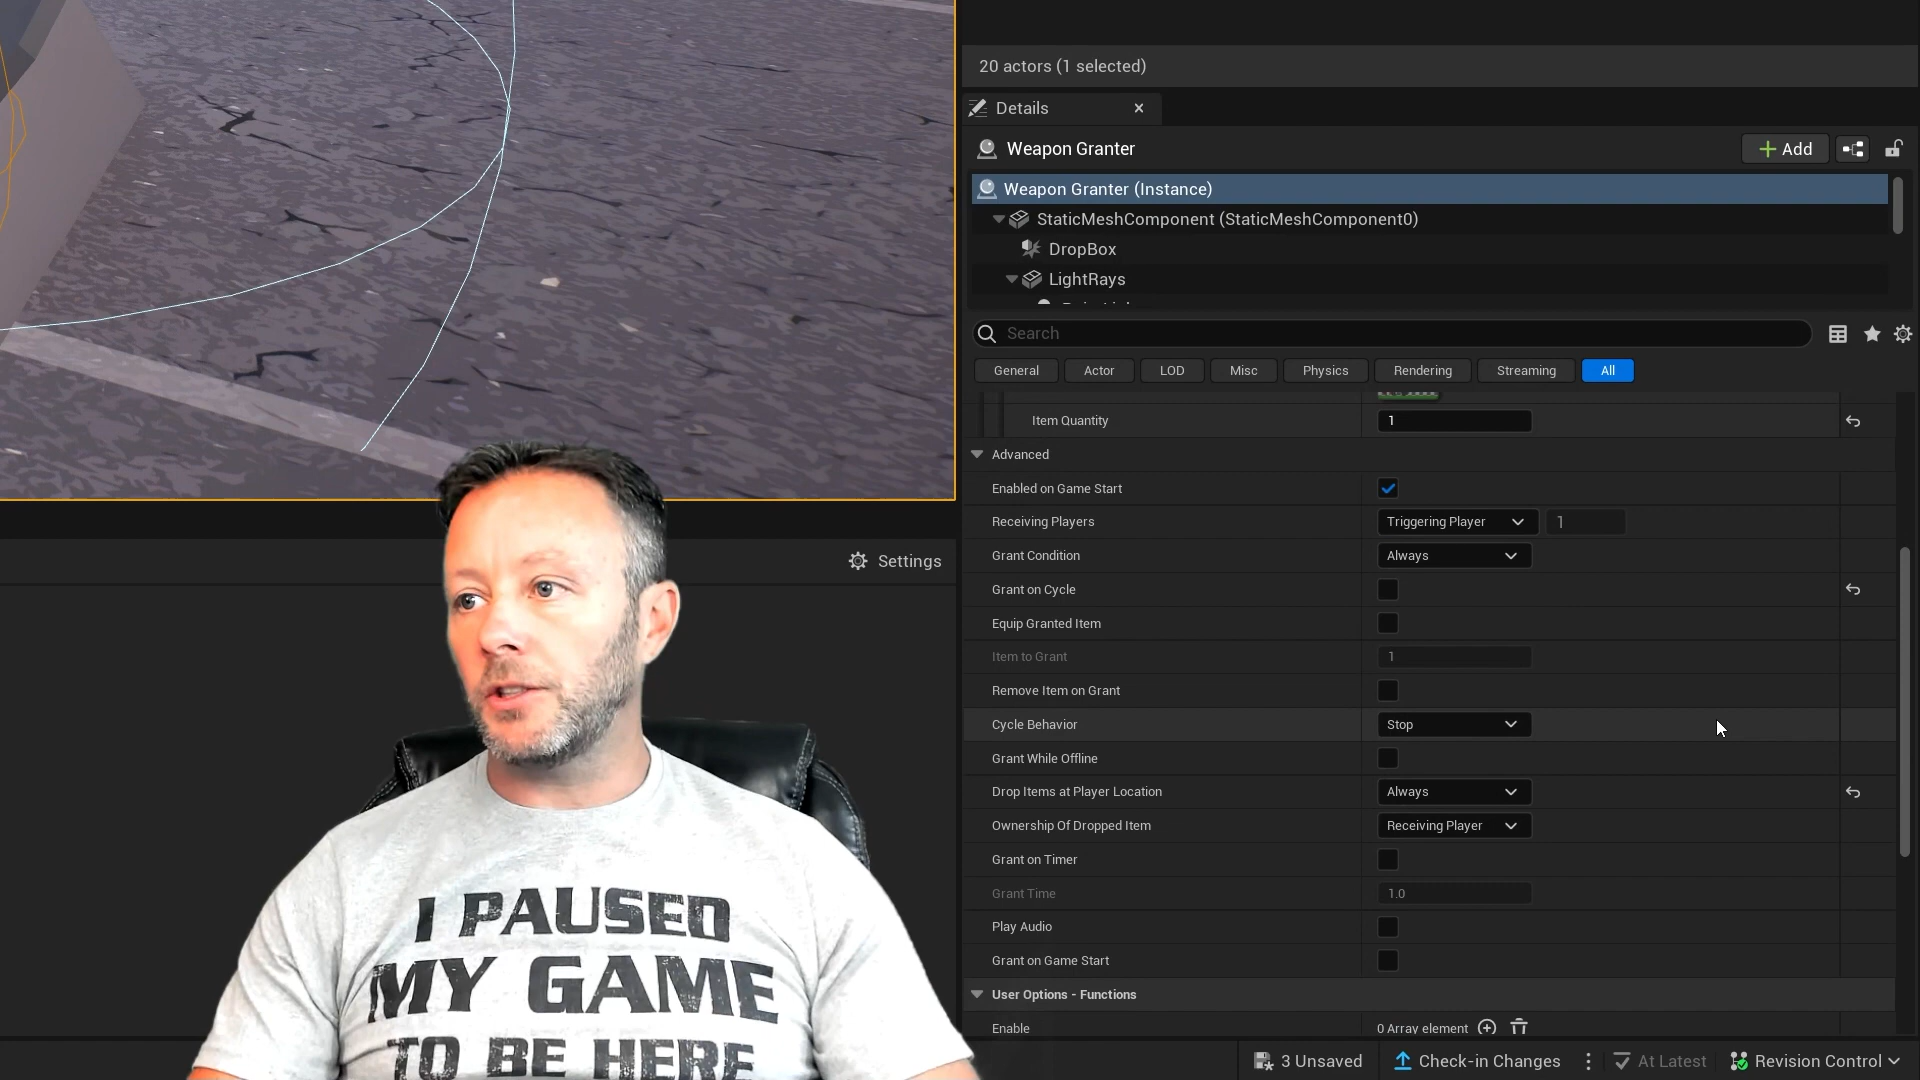 20 actors (1 selected)
Details
Weapon Granter
Add
Weapon Granter (Instance)
StaticMeshComponent (StaticMeshComponent0)
DropBox
LightRays
Search
General Actor LOD Misc Physics Rendering Streaming All
Item Quantity 1
Advanced
Enabled on Game Start
Receiving Players Triggering Player 1
Grant Condition Always
Grant on Cycle
Equip Granted Item
Item to Grant 1
Remove Item on Grant
Cycle Behavior Stop
Grant While Offline
Drop Items at Player Location Always
Ownership Of Dropped Item Receiving Player
Grant on Timer
Grant Time 1.0
Play Audio
Grant on Game Start
User Options - Functions
Enable 0 Array element
3 Unsaved Check-in Changes At Latest Revision Control
Settings
I PAUSED
MY GAME
TO BE HERE